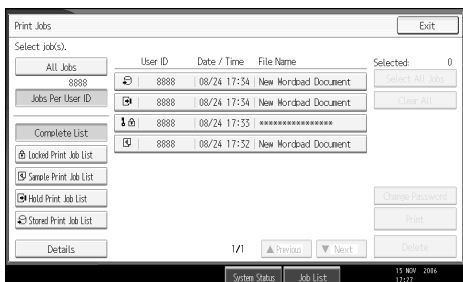 Print Jobs
Exit
Select job(s).
All Jobs
8888
Jobs Per User ID
Complete List
Locked Print Job List
Sample Print Job List
Hold Print Job List
Stored Print Job List
Details
User ID Date / Time File Name
8888 08/24 17:34 New Wordpad Document
8888 08/24 17:34 New Wordpad Document
8888 08/24 17:33 ****************
8888 08/24 17:32 New Wordpad Document
1/1 ▲ Previous ▼ Next
Selected: 0
Select All Jobs
Clear All
Change Password
Print
Delete
System Status Job List
15 NOV 2006
17:27